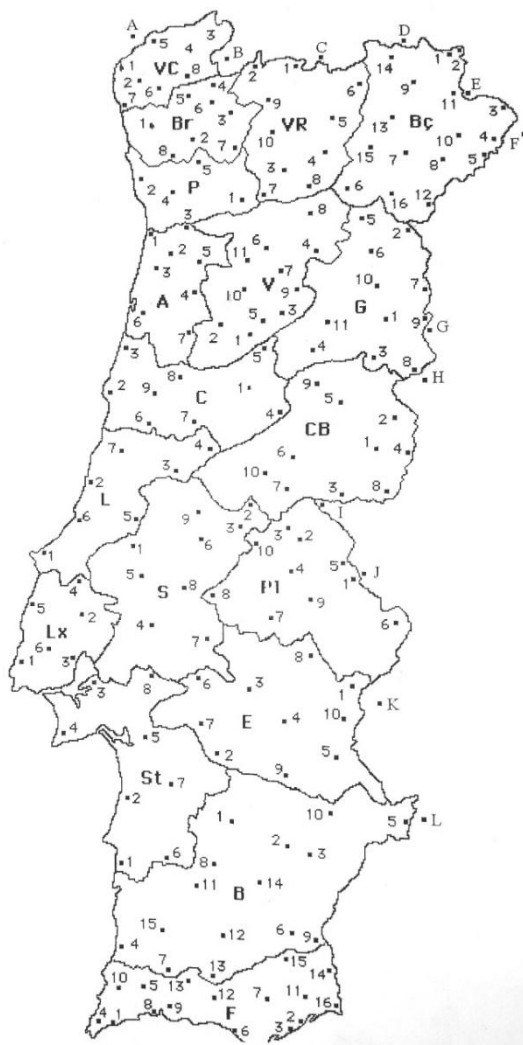 A D
5 4 3 B C
VC 2 1 14 1 2
1 8 4 6 9 E
2 6 5 6 9 11 3
7 3 5 13
1 Br VR Bç 4 F
2 10 10
8 7 4 15 7 8 5
5 3
2 P 8 6
4 1 7 16 12
3 8 5 2
1 2 6 4 6
5 11
3 7 10 7
A 4 10 V 9 G
6 5 3 11 1 9 G
7 2 1 4 3 8 H
3 5
8 9
2 9 C 1 5
6 7 CB 2
7 4 6 1 4
3 10
2 L 7 3 8
9 2 I
6 5 3 3
1 6 10 2
1 5 4 5 J
S 8 Pl 1
5 4 8 9
2 4 7
Lx 6
6 7 8
1 3 8 6
3 3 1 K
E 10
4 5 7 4
2 5
St 7 9
2
1 10 5 L
2
6 3
1 8
11 B 14
15 12 6
4 9
7 13 15
5 13 14
10 12 7 11
8 9 16
4 1 F 6 3 2